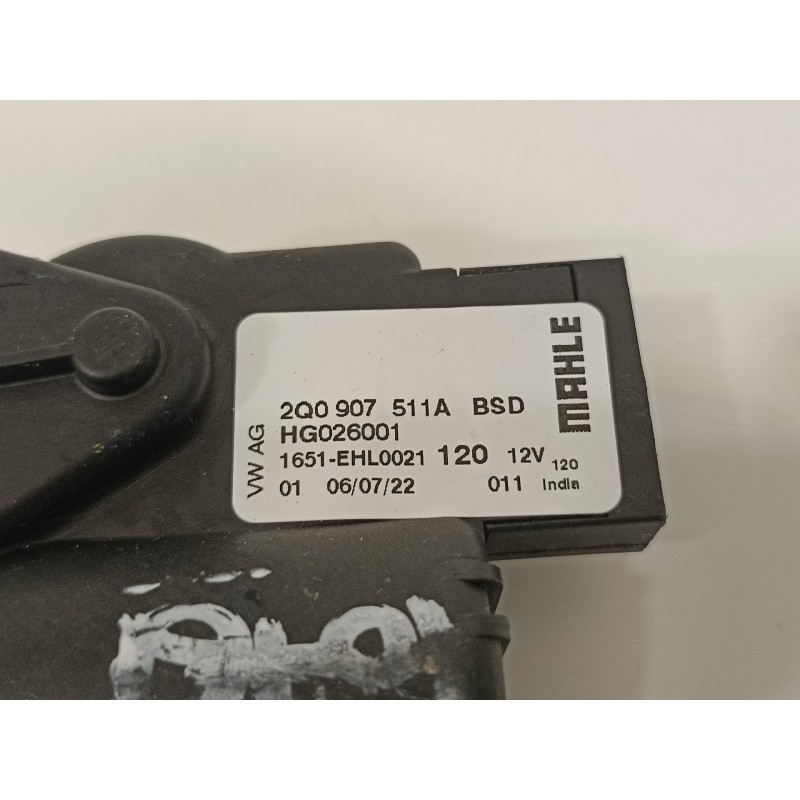 2Q0 907 511A BSD
HG026001
1651-EHL0021 120 12V 120
01 06/07/22 011 India
VW AG
MAHLE